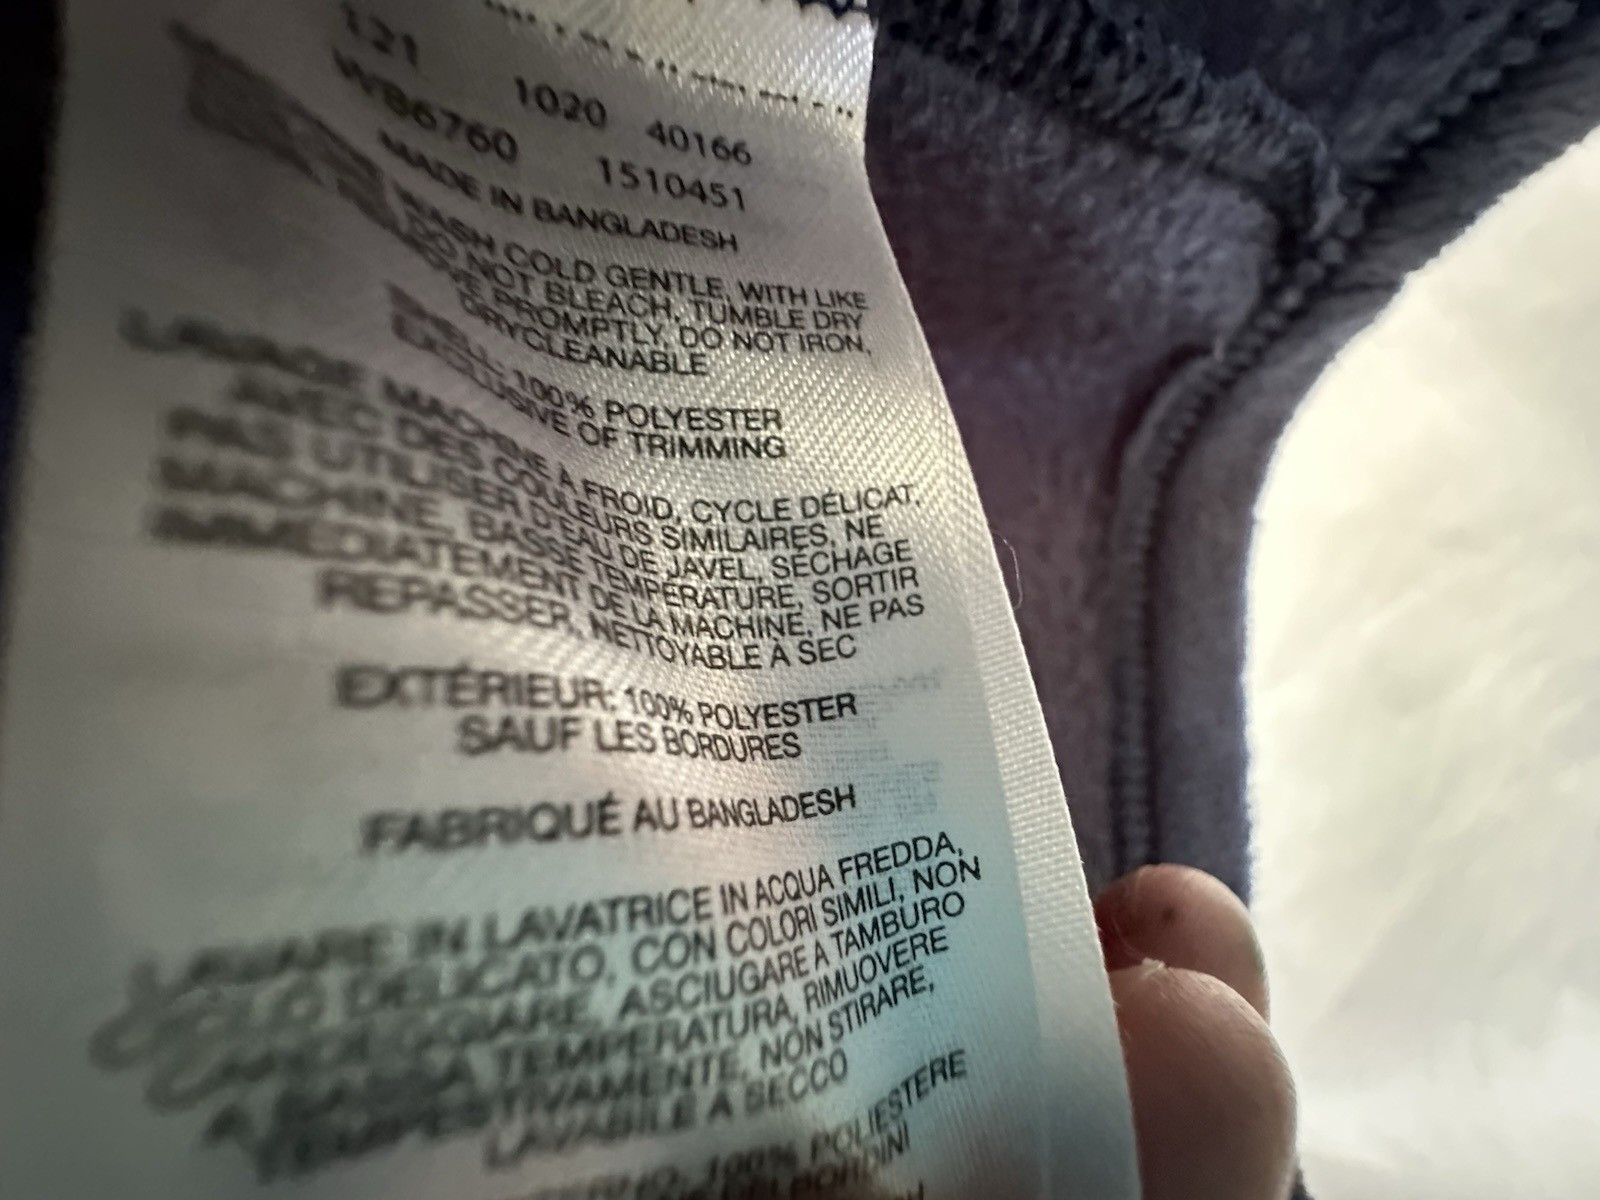 121 1020 40166
1510451
MADE IN BANGLADESH
WASH COLD GENTLE, WITH LIKE
DO NOT BLEACH, TUMBLE DRY
PROMPTLY, DO NOT IRON,
DRYCLEANABLE
SHELL: 100% POLYESTER
EXCLUSIVE OF TRIMMING
LAVAGE MACHINE À FROID, CYCLE DÉLICAT,
AVEC DES COULEURS SIMILAIRES, NE
PAS UTILISER D'EAU DE JAVEL, SÉCHAGE
MACHINE, BASSE TEMPÉRATURE, SORTIR
IMMÉDIATEMENT DE LA MACHINE, NE PAS
REPASSER, NETTOYABLE À SEC
EXTÉRIEUR: 100% POLYESTER
SAUF LES BORDURES
FABRIQUÉ AU BANGLADESH
LAVARE IN LAVATRICE IN ACQUA FREDDA,
CICLO DELICATO, CON COLORI SIMILI, NON
CANDEGGIARE, ASCIUGARE A TAMBURO
A BASSA TEMPERATURA, RIMUOVERE
TEMPESTIVAMENTE, NON STIRARE,
LAVABILE A SECCO
100% POLIESTERE
BORDINI